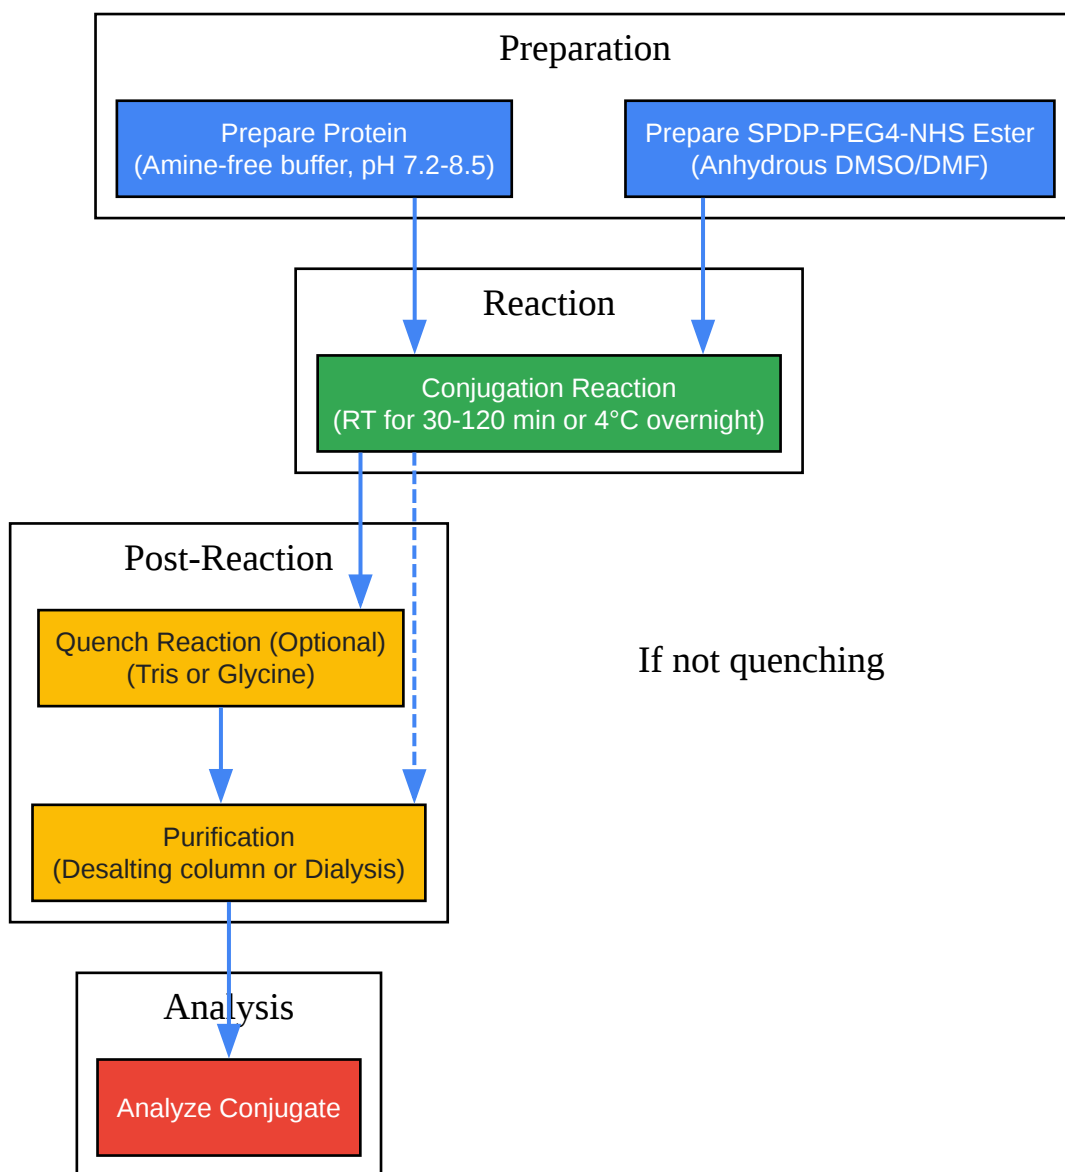 Preparation
Prepare Protein
(Amine-free buffer, pH 7.2-8.5)
Prepare SPDP-PEG4-NHS Ester
(Anhydrous DMSO/DMF)
Reaction
Conjugation Reaction
(RT for 30-120 min or 4°C overnight)
Post-Reaction
Quench Reaction (Optional)
(Tris or Glycine)
If not quenching
Purification
(Desalting column or Dialysis)
Analysis
Analyze Conjugate